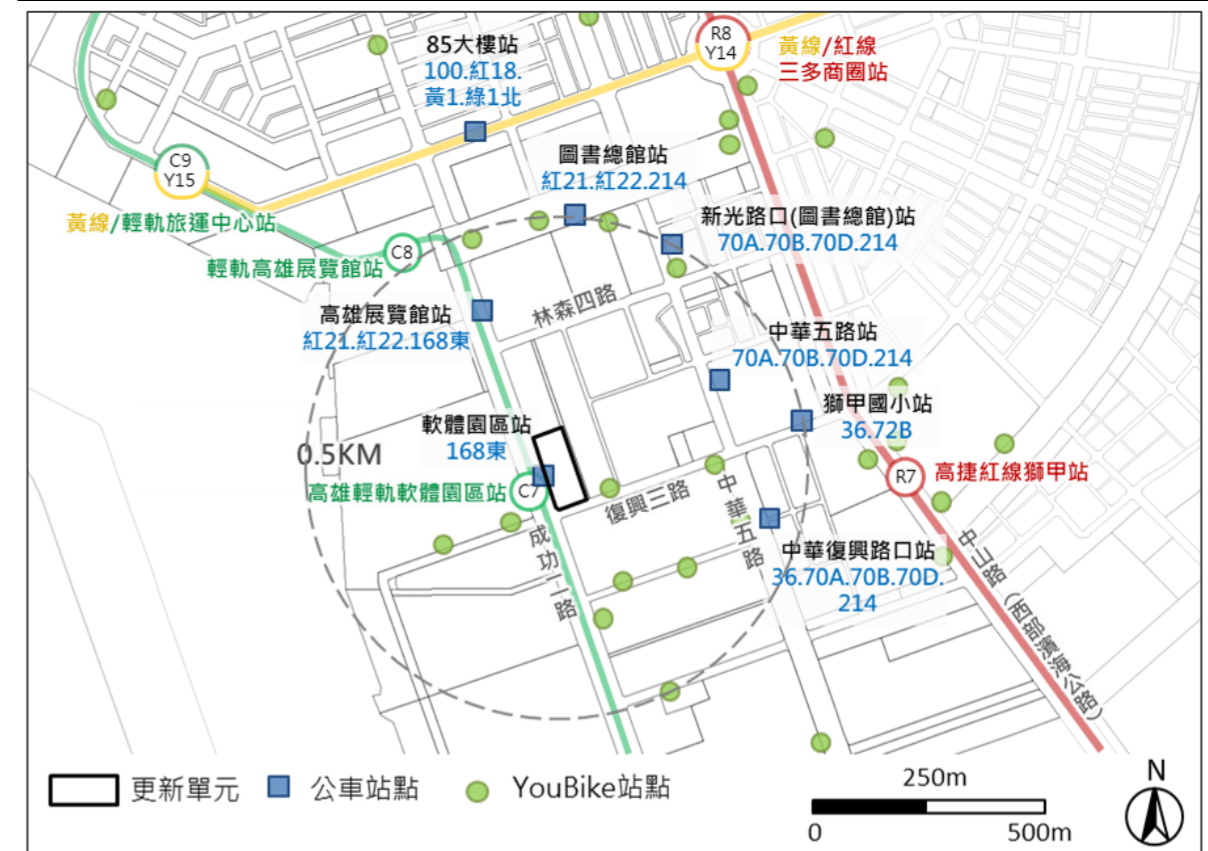 85大樓站
100.紅18.
黃1.綠1北
R8
Y14
黃線/紅線
三多商圈站
C9
Y15
圖書總館站
紅21.紅22.214
新光路口(圖書總館)站
70A.70B.70D.214
黃線/輕軌旅運中心站
C8
輕軌高雄展覽館站
林森四路
高雄展覽館站
紅21.紅22.168東
中華五路站
70A.70B.70D.214
獅甲國小站
36.72B
軟體園區站
168東
0.5KM
高雄輕軌軟體園區站
C7
R7
高捷紅線獅甲站
復興三路
中華五路
成功二路
中華復興路口站
36.70A.70B.70D.
214
中山路(西部濱海公路)
更新單元
公車站點
YouBike站點
250m
0
500m
N